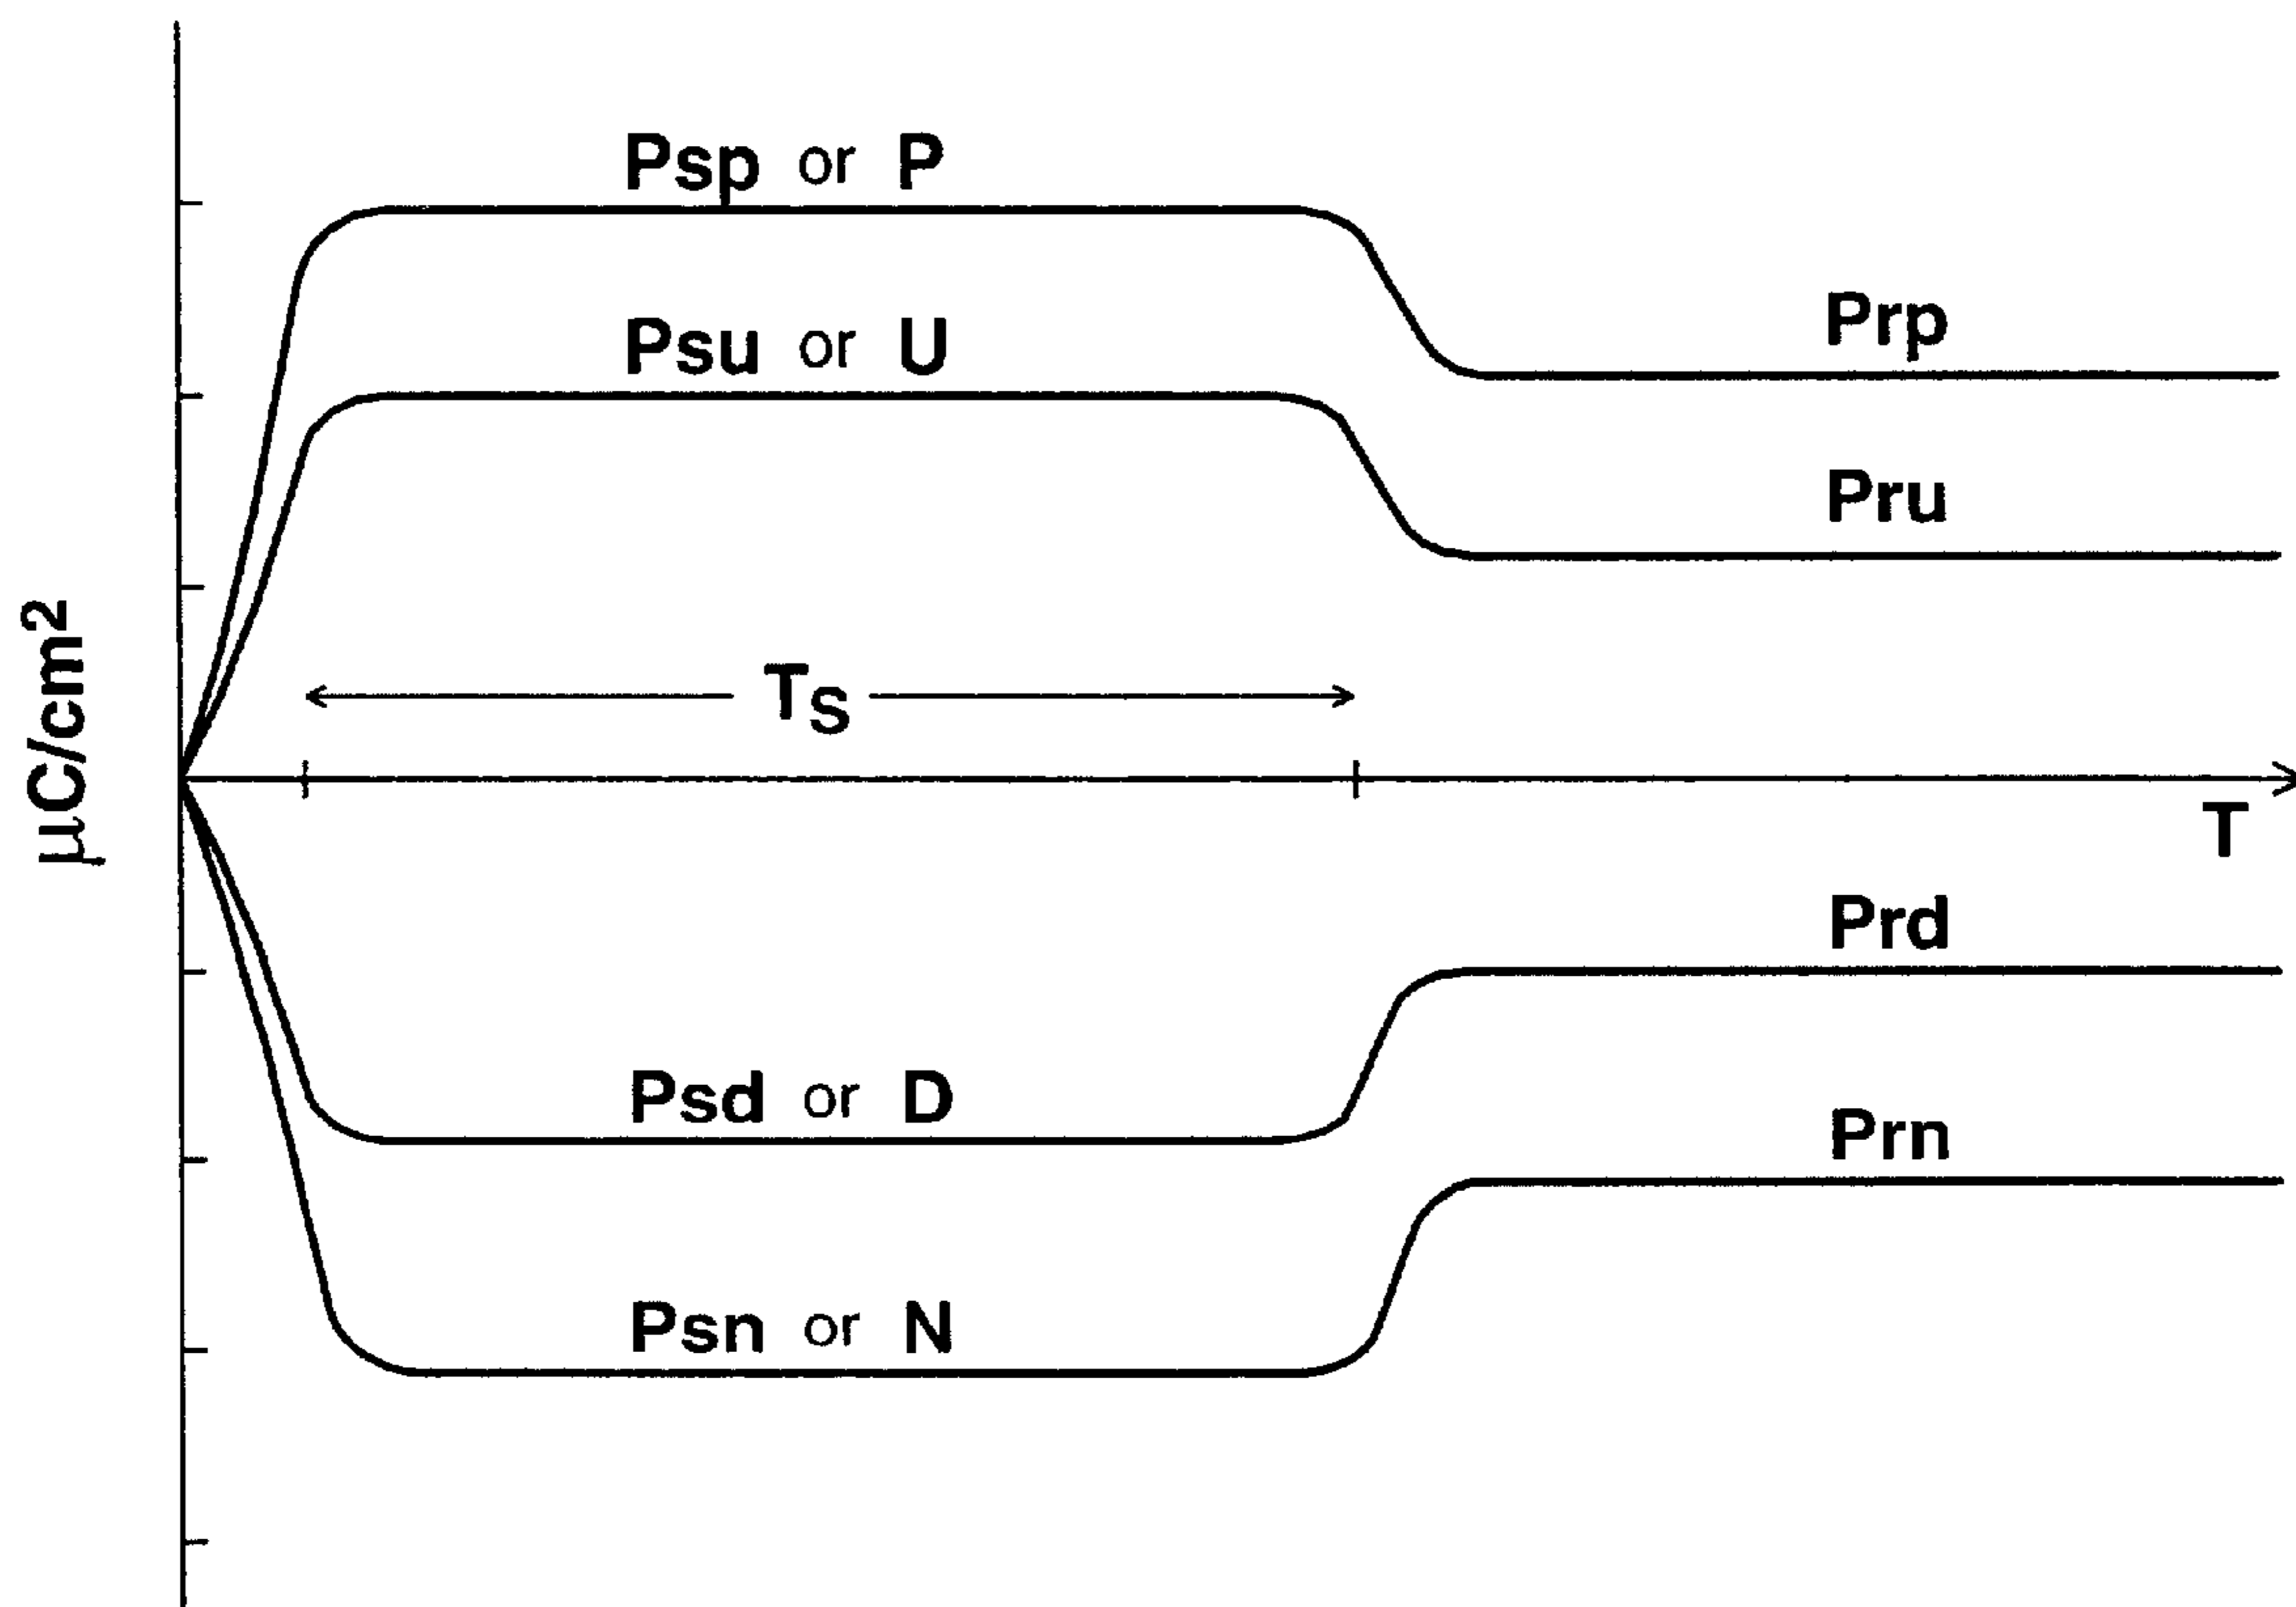 Psp or P
Prp
Psu or U
Pru
μC/cm²
TS
T
Prd
Psd or D
Prn
Psn or N